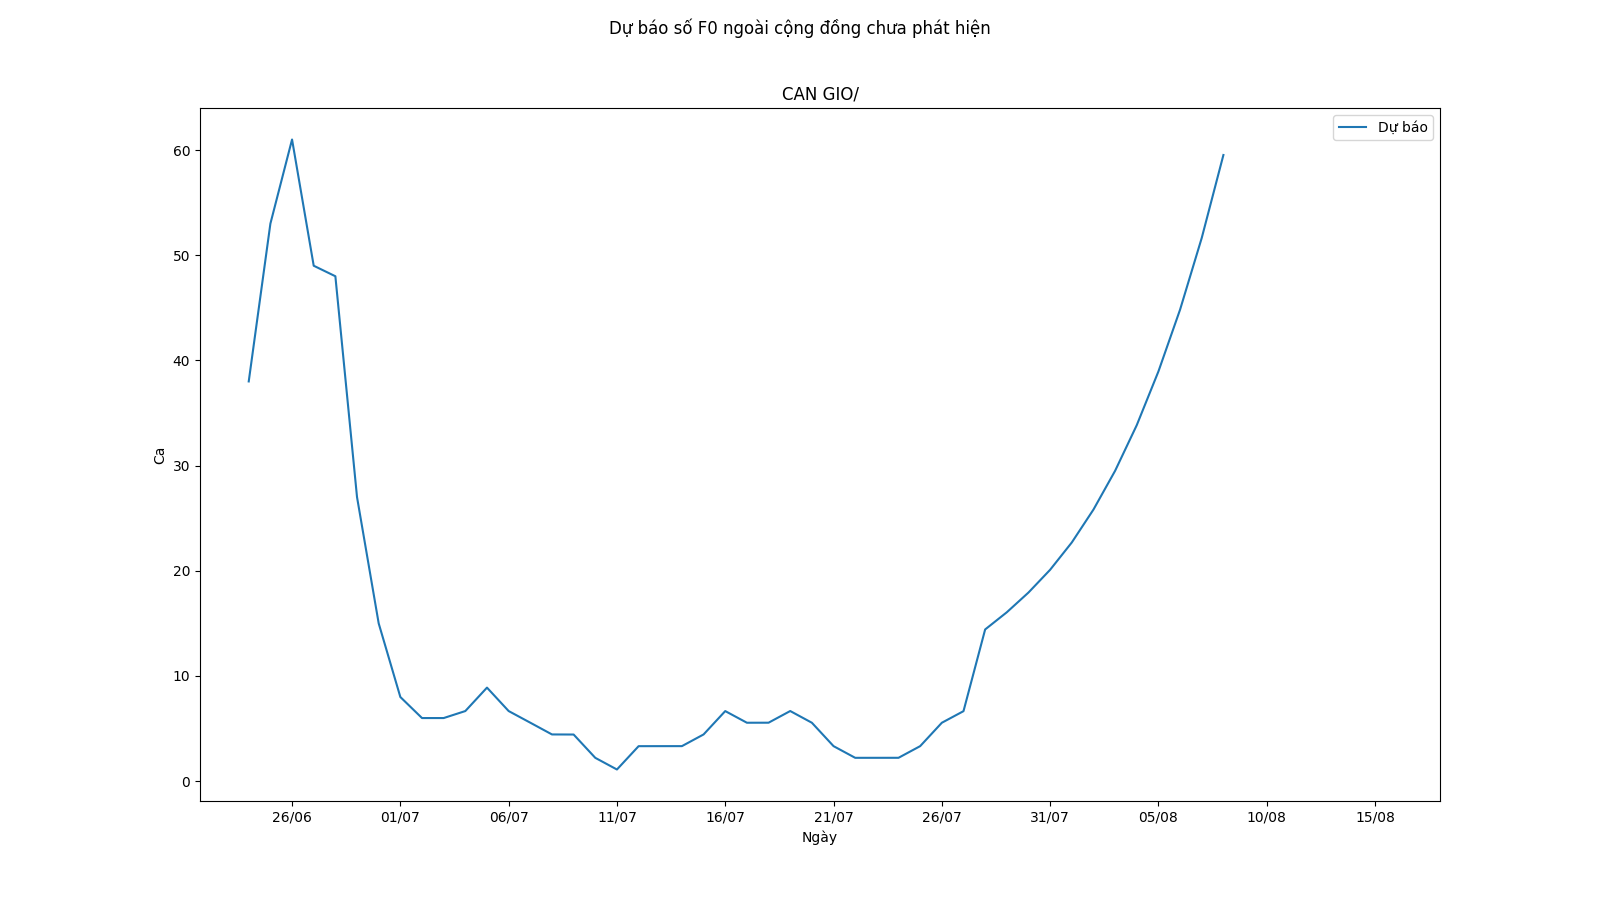 Dự báo số F0 ngoài cộng đồng chưa phát hiện
CAN GIO/
Dự báo
60
50
40
30
20
10
0
Ca
26/06 01/07 06/07 11/07 16/07 21/07 26/07 31/07 05/08 10/08 15/08
Ngày